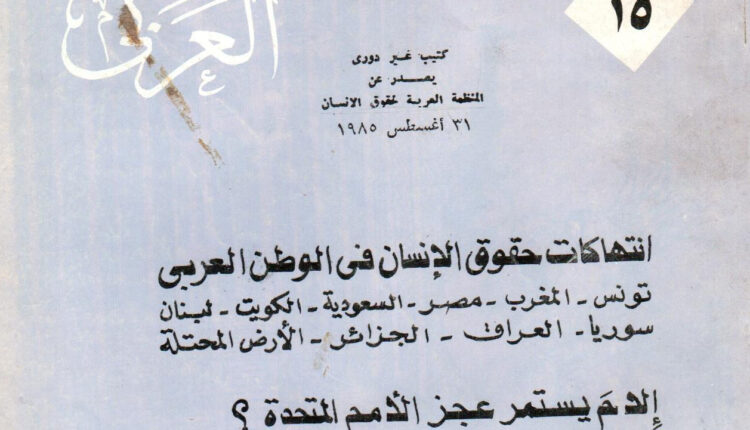 العربي
١٥
كتيب غير دورى
يصدر عن
المنظمة العربية لحقوق الانسان
٣١ أغسطس ١٩٨٥
انتهاكات حقوق الإنسان فى الوطن العربى
تونس - المغرب - مصر - السعودية - الكويت - لبنان
سوريا - العراق - الجزائر - الأرض المحتلة
إلام يستمر عجز الأمم المتحدة ؟